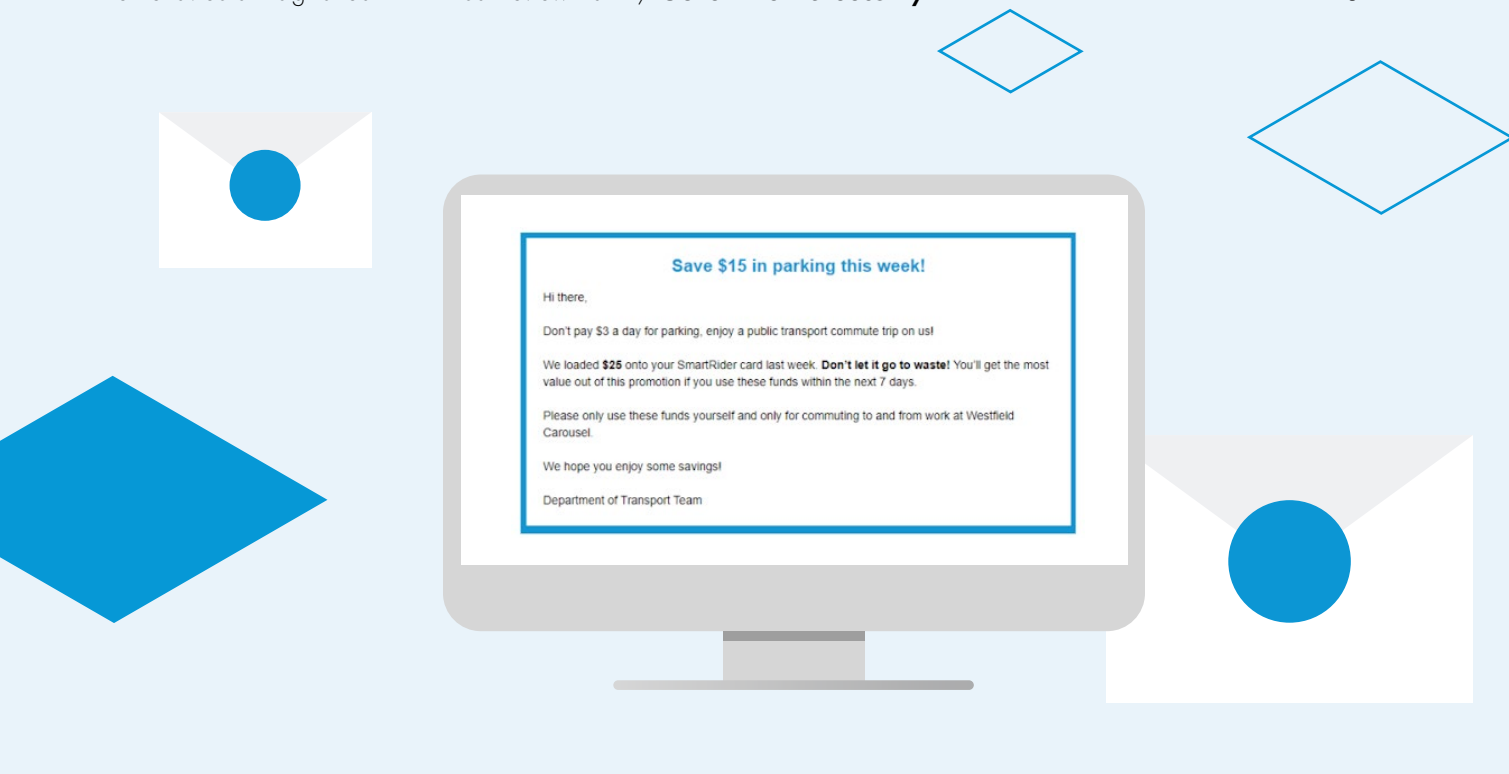 Save $15 in parking this week!
Hi there,
Don't pay $3 a day for parking, enjoy a public transport commute trip on us!
We loaded $25 onto your SmartRider card last week. Don't let it go to waste! You'll get the most
value out of this promotion if you use these funds within the next 7 days.
Please only use these funds yourself and only for commuting to and from work at Westfield
Carousel.
We hope you enjoy some savings!
Department of Transport Team